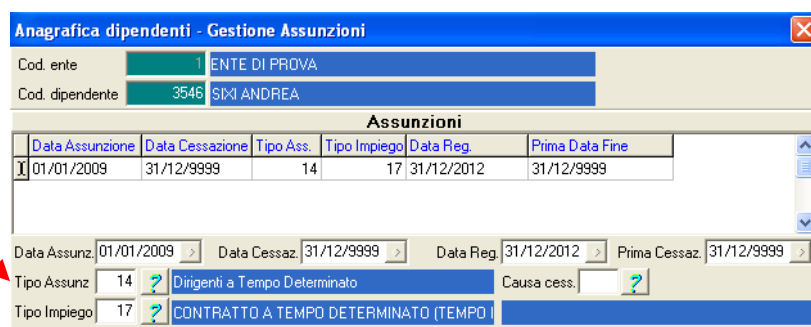 Anagrafica dipendenti - Gestione Assunzioni
Cod. ente 1 ENTE DI PROVA
Cod. dipendente 3546 SIXI ANDREA
Assunzioni
Data Assunzione Data Cessazione Tipo Ass. Tipo Impiego Data Reg. Prima Data Fine
01/01/2009 31/12/9999 14 17 31/12/2012 31/12/9999
Data Assunz. 01/01/2009 Data Cessaz. 31/12/9999 Data Reg. 31/12/2012 Prima Cessaz. 31/12/9999
Tipo Assunz 14 ? Dirigenti a Tempo Determinato Causa cess. ?
Tipo Impiego 17 ? CONTRATTO A TEMPO DETERMINATO (TEMPO